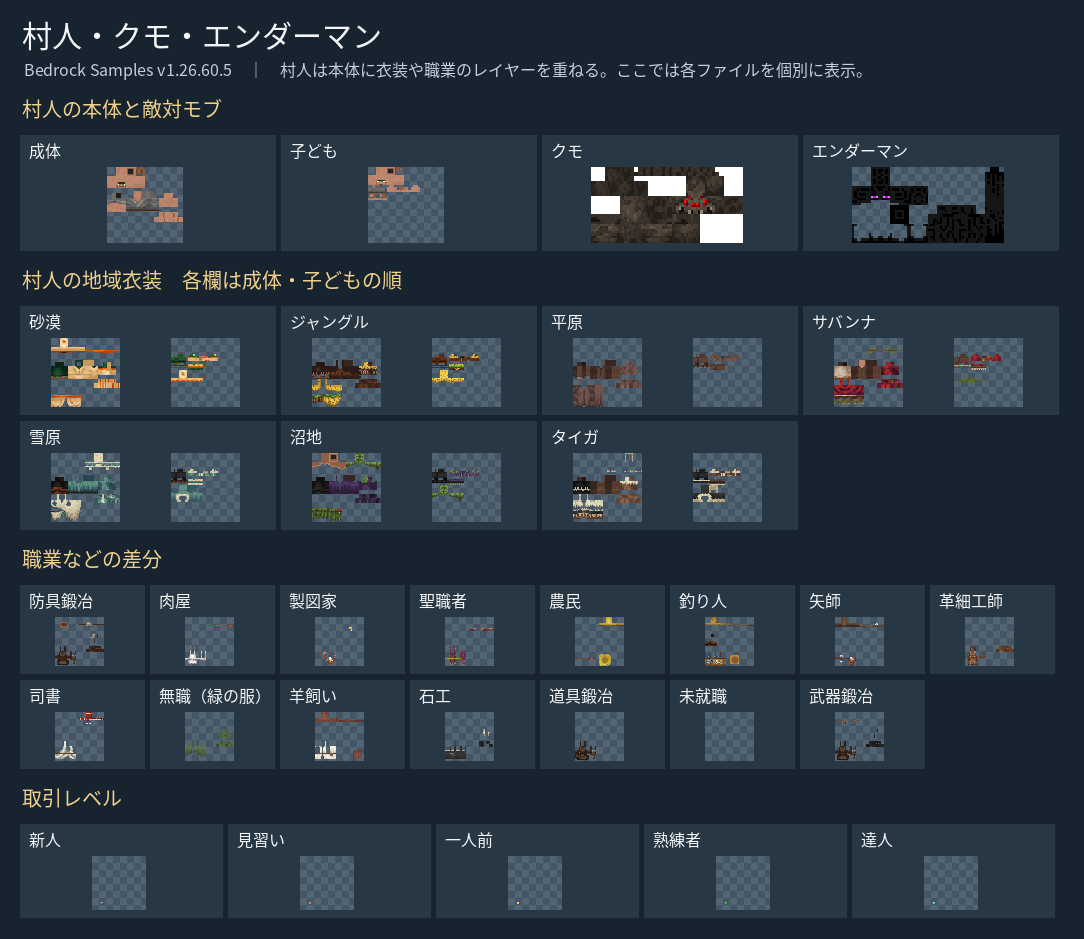 村人・クモ・エンダーマン
Bedrock Samples v1.26.60.5 ｜ 村人は本体に衣装や職業のレイヤーを重ねる。ここでは各ファイルを個別に表示。
村人の本体と敵対モブ
成体 子ども クモ エンダーマン
村人の地域衣装　各欄は成体・子どもの順
砂漠 ジャングル 平原 サバンナ
雪原 沼地 タイガ
職業などの差分
防具鍛冶 肉屋 製図家 聖職者 農民 釣り人 矢師 革細工師
司書 無職（緑の服） 羊飼い 石工 道具鍛冶 未就職 武器鍛冶
取引レベル
新人 見習い 一人前 熟練者 達人